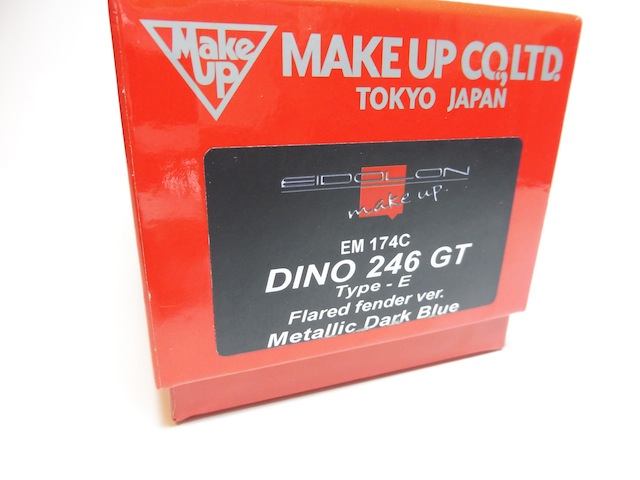 Make
UP
MAKE UP CO.,LTD.
TOKYO JAPAN
EIDOLON
make up
EM 174C
DINO 246 GT
Type - E
Flared fender ver.
Metallic Dark Blue